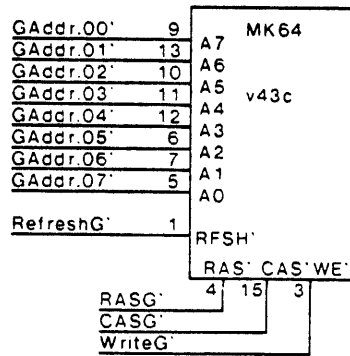 GAddr.00' 9 MK64
GAddr.01' 13 A7
GAddr.02' 10 A6
GAddr.03' 11 A5 v43c
GAddr.04' 12 A4
GAddr.05' 6 A3
GAddr.06' 7 A2
GAddr.07' 5 A1
A0
RefreshG' 1
RFSH'
RAS' CAS' WE'
RASG' 4 15 3
CASG'
WriteG'